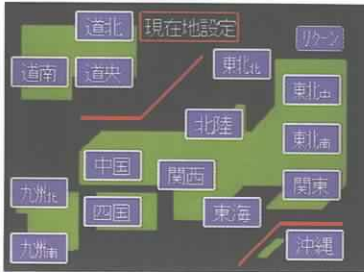 道北 現在地設定 リターン
道南 道央 東北北
東北中
北陸 東北南
中国 関西 関東
九州北 四国 東海
九州南 沖縄